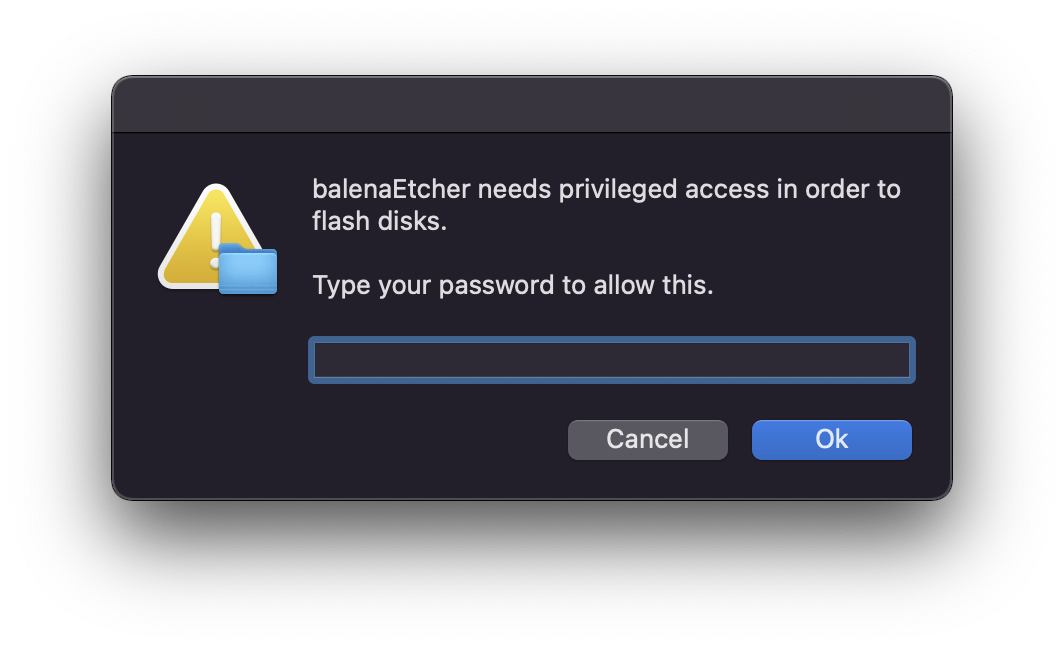 balenaEtcher needs privileged access in order to
flash disks.
Type your password to allow this.
Cancel
Ok